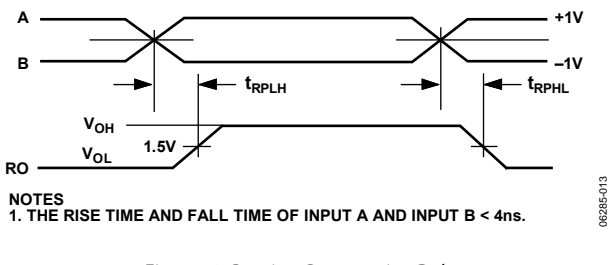 A
+1V
B
–1V
tRPLH
tRPHL
VOH
1.5V
VOL
RO
NOTES
1. THE RISE TIME AND FALL TIME OF INPUT A AND INPUT B < 4ns.
06285-013